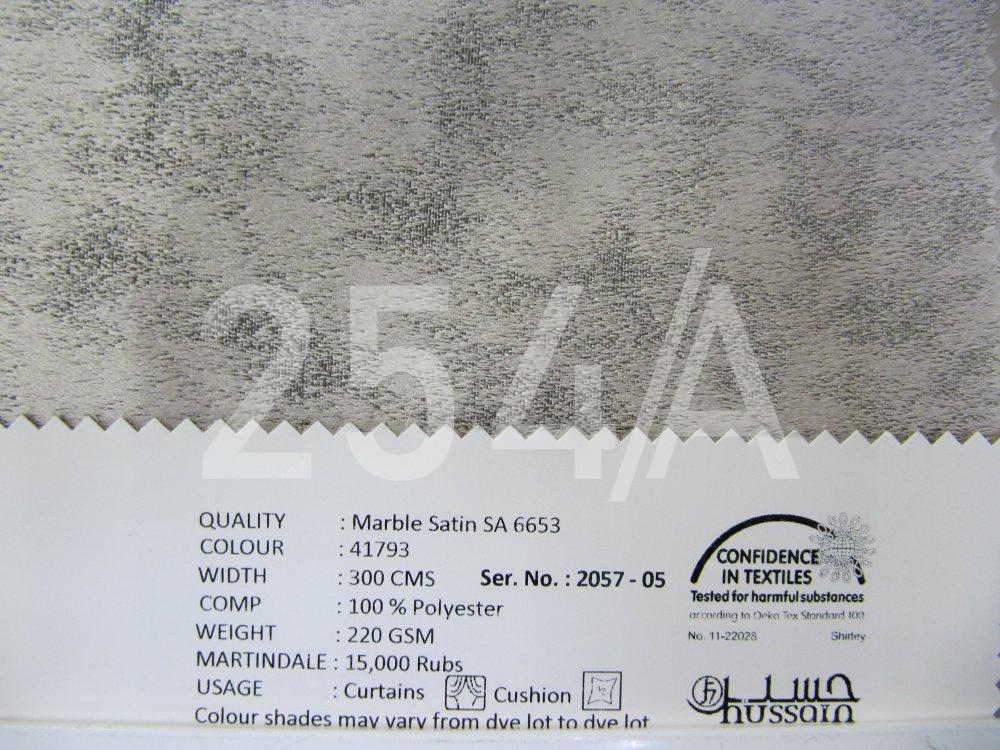 254/A
QUALITY : Marble Satin SA 6653
COLOUR : 41793
WIDTH : 300 CMS Ser. No. : 2057 - 05
COMP : 100 % Polyester
WEIGHT : 220 GSM
MARTINDALE : 15,000 Rubs
USAGE : Curtains Cushion
Colour shades may vary from dye lot to dye lot
CONFIDENCE
IN TEXTILES
Tested for harmful substances
according to Oeko Tex Standard 100
No. 11-22028 Shirley
حسين
hussain